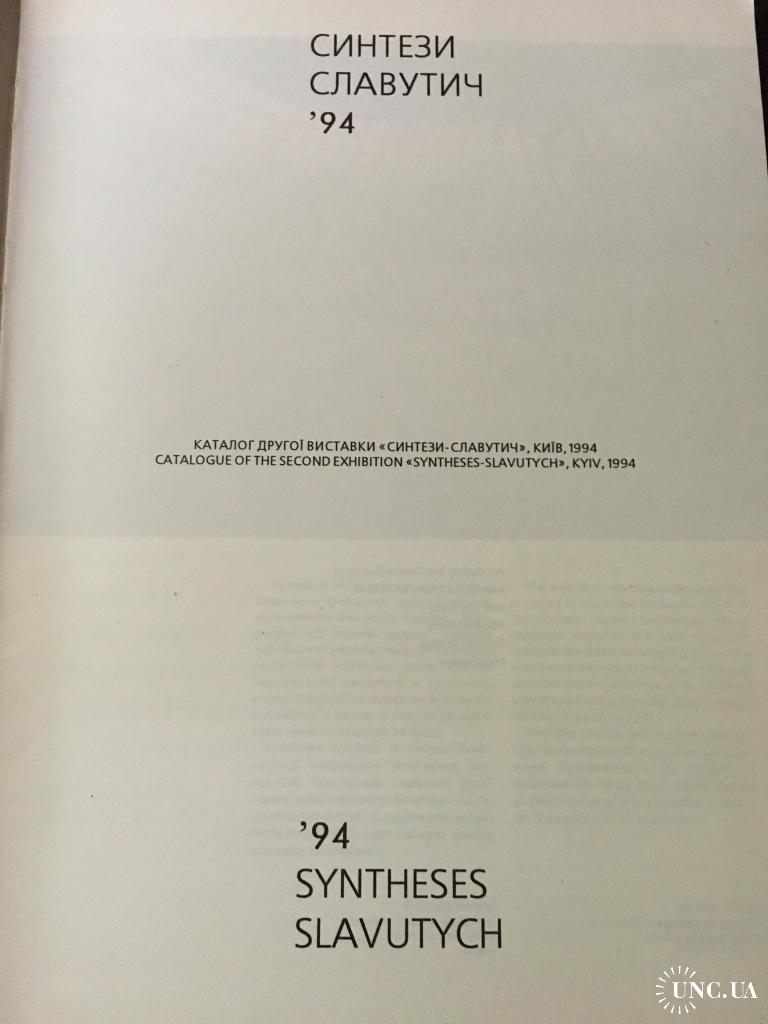 СИНТЕЗИ
СЛАВУТИЧ
’94
КАТАЛОГ ДРУГОЇ ВИСТАВКИ «СИНТЕЗИ-СЛАВУТИЧ», КИЇВ, 1994
CATALOGUE OF THE SECOND EXHIBITION «SYNTHESES-SLAVUTYCH», KYIV, 1994
’94
SYNTHESES
SLAVUTYCH
UNC.UA